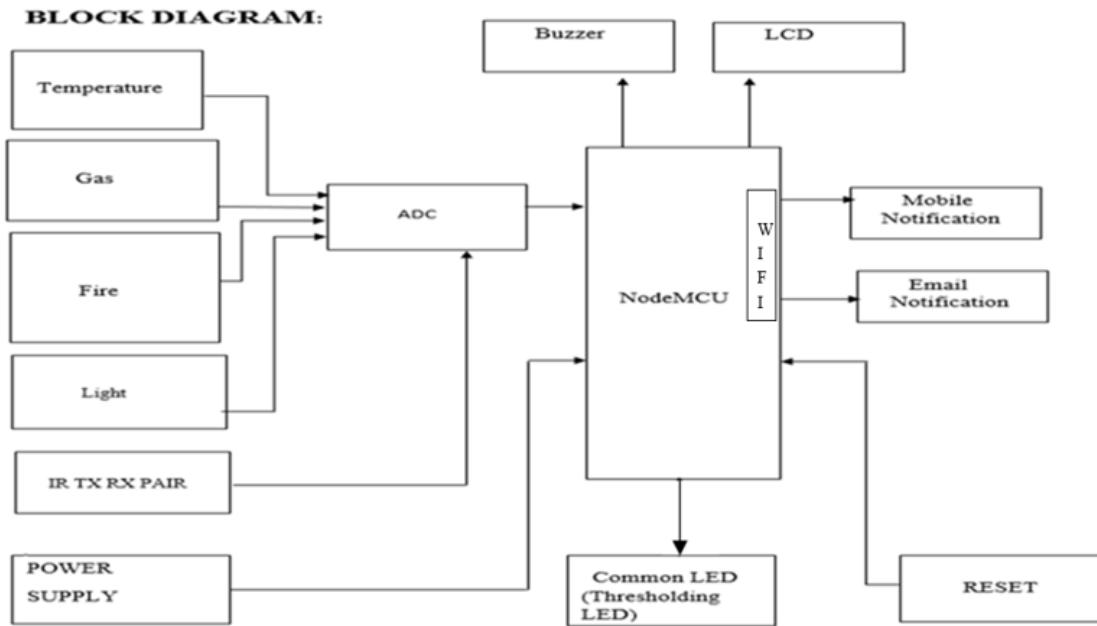 BLOCK DIAGRAM:
Buzzer
LCD
Temperature
Gas
ADC
Mobile
Notification
W
I
F
I
Fire
NodeMCU
Email
Notification
Light
IR TX RX PAIR
POWER
SUPPLY
Common LED
(Thresholding
LED)
RESET